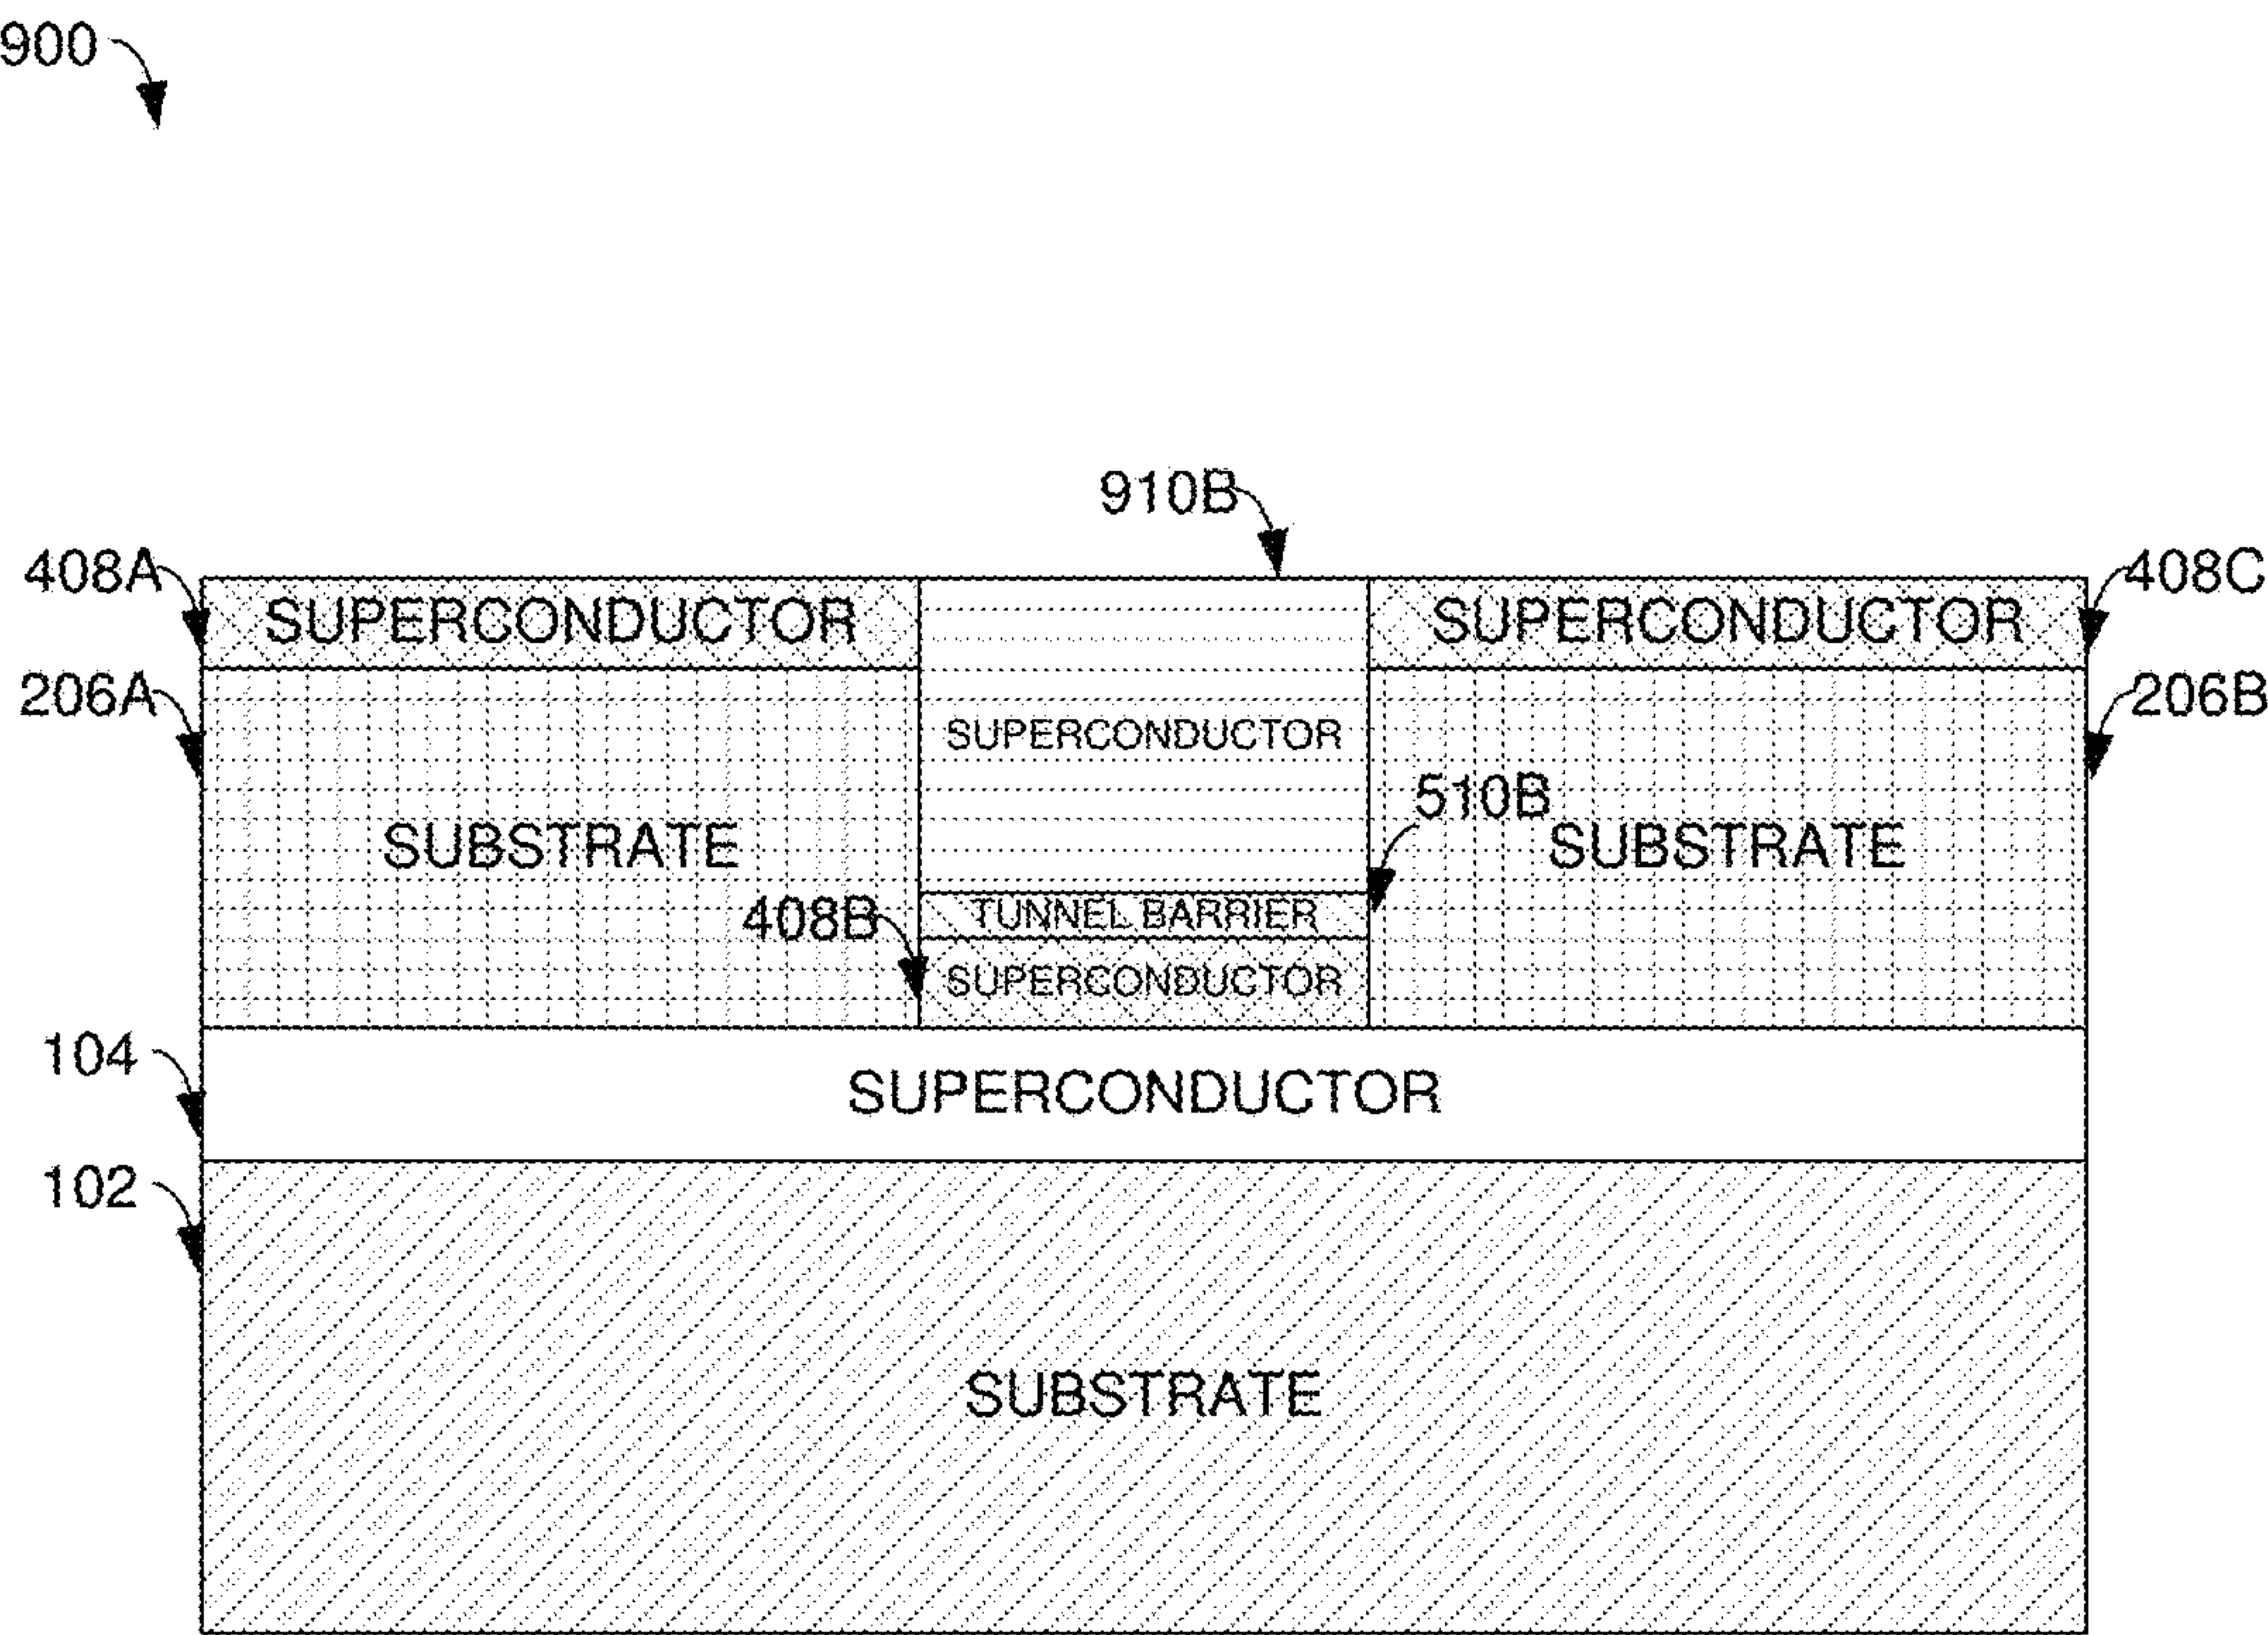 900
910B
408A SUPERCONDUCTOR SUPERCONDUCTOR 408C
206A 206B
SUPERCONDUCTOR
510B
SUBSTRATE SUBSTRATE
408B TUNNEL BARRIER
SUPERCONDUCTOR
104
SUPERCONDUCTOR
102
SUBSTRATE